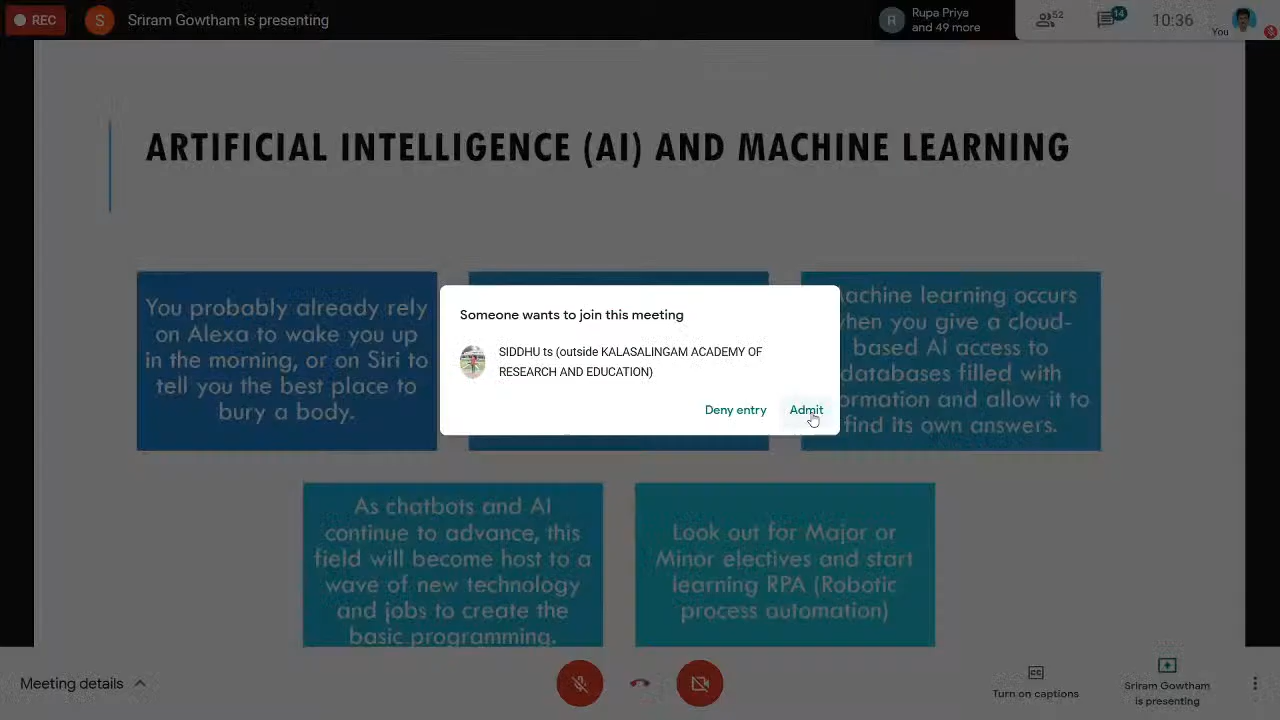 REC
S
Sriram Gowtham is presenting
R
Rupa Priya
and 49 more
52
14
10:36
You
ARTIFICIAL INTELLIGENCE (AI) AND MACHINE LEARNING
You probably already rely
on Alexa to wake you up
in the morning, or on Siri to
tell you the best place to
bury a body.
achine learning occurs
hen you give a cloud-
based AI access to
databases filled with
ormation and allow it to
find its own answers.
Someone wants to join this meeting
SIDDHU ts (outside KALASALINGAM ACADEMY OF
RESEARCH AND EDUCATION)
Deny entry
Admit
As chatbots and AI
continue to advance, this
field will become host to a
wave of new technology
and jobs to create the
basic programming.
Look out for Major or
Minor electives and start
learning RPA (Robotic
process automation)
Meeting details
Turn on captions
Sriram Gowtham
is presenting